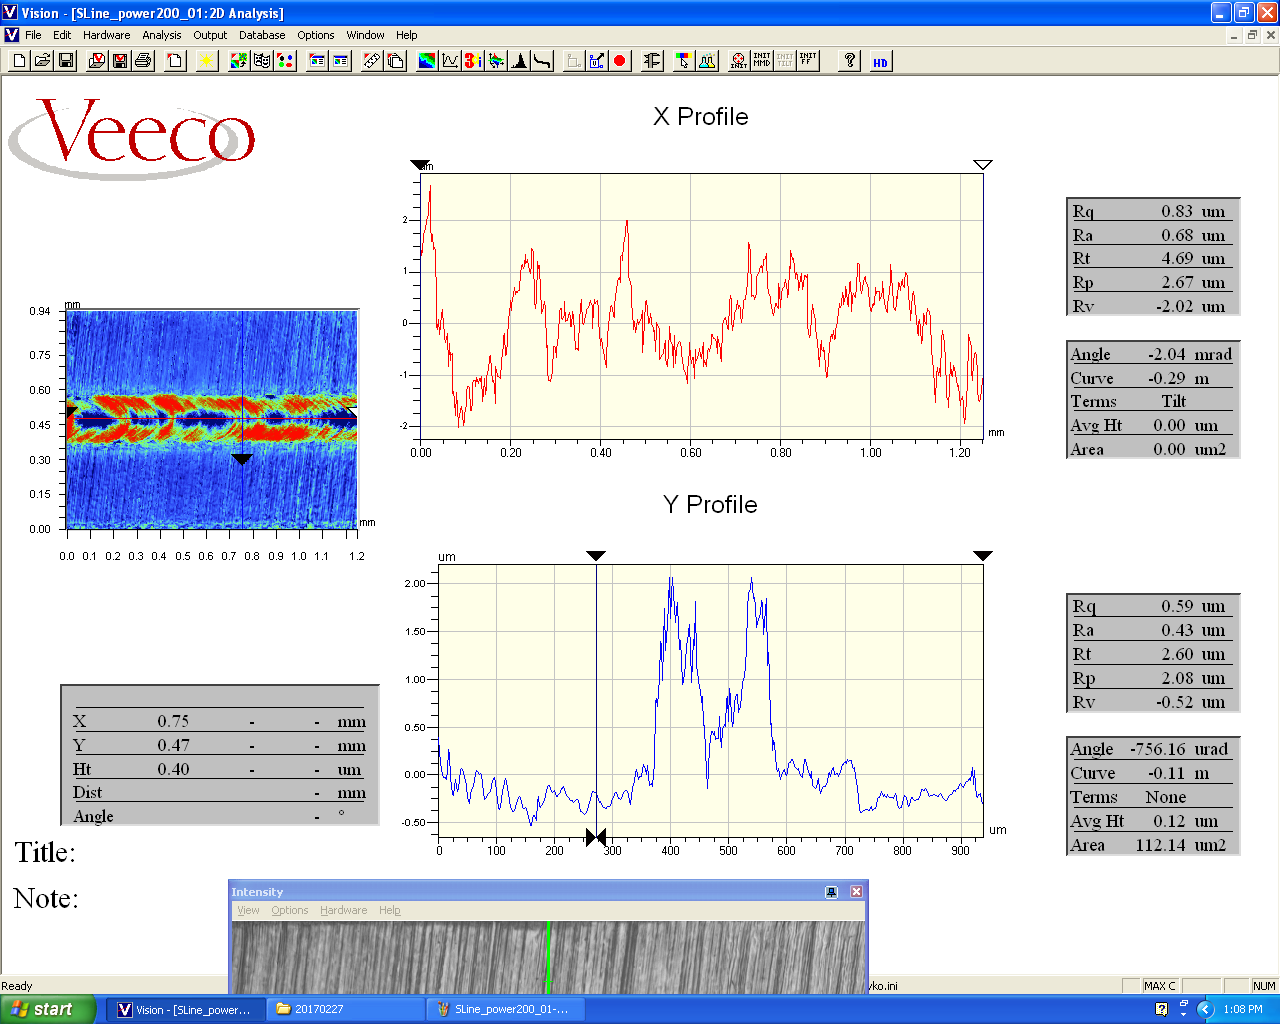 Vision - [SLine_power200_01:2D Analysis]
File Edit Hardware Analysis Output Database Options Window Help
INIT INIT MMD INIT TILT INIT FF ? HD
Veeco
X Profile
um
2
1
0
-1
-2
0.00 0.20 0.40 0.60 0.80 1.00 1.20
mm
Rq 0.83 um
Ra 0.68 um
Rt 4.69 um
Rp 2.67 um
Rv -2.02 um
Angle -2.04 mrad
Curve -0.29 m
Terms Tilt
Avg Ht 0.00 um
Area 0.00 um2
mm
0.94
0.75
0.60
0.45
0.30
0.15
0.00
mm
0.0 0.1 0.2 0.3 0.4 0.5 0.6 0.7 0.8 0.9 1.0 1.1 1.2
Y Profile
um
2.00
1.50
1.00
0.50
0.00
-0.50
0 100 200 300 400 500 600 700 800 900
um
Rq 0.59 um
Ra 0.43 um
Rt 2.60 um
Rp 2.08 um
Rv -0.52 um
Angle -756.16 urad
Curve -0.11 m
Terms None
Avg Ht 0.12 um
Area 112.14 um2
X 0.75 - - mm
Y 0.47 - - mm
Ht 0.40 - - um
Dist - mm
Angle - °
Title:
Note:
Intensity
View Options Hardware Help
Ready
yko.ini
MAX C
NUM
start
Vision - [SLine_power...
20170227
SLine_power200_01-...
1:08 PM